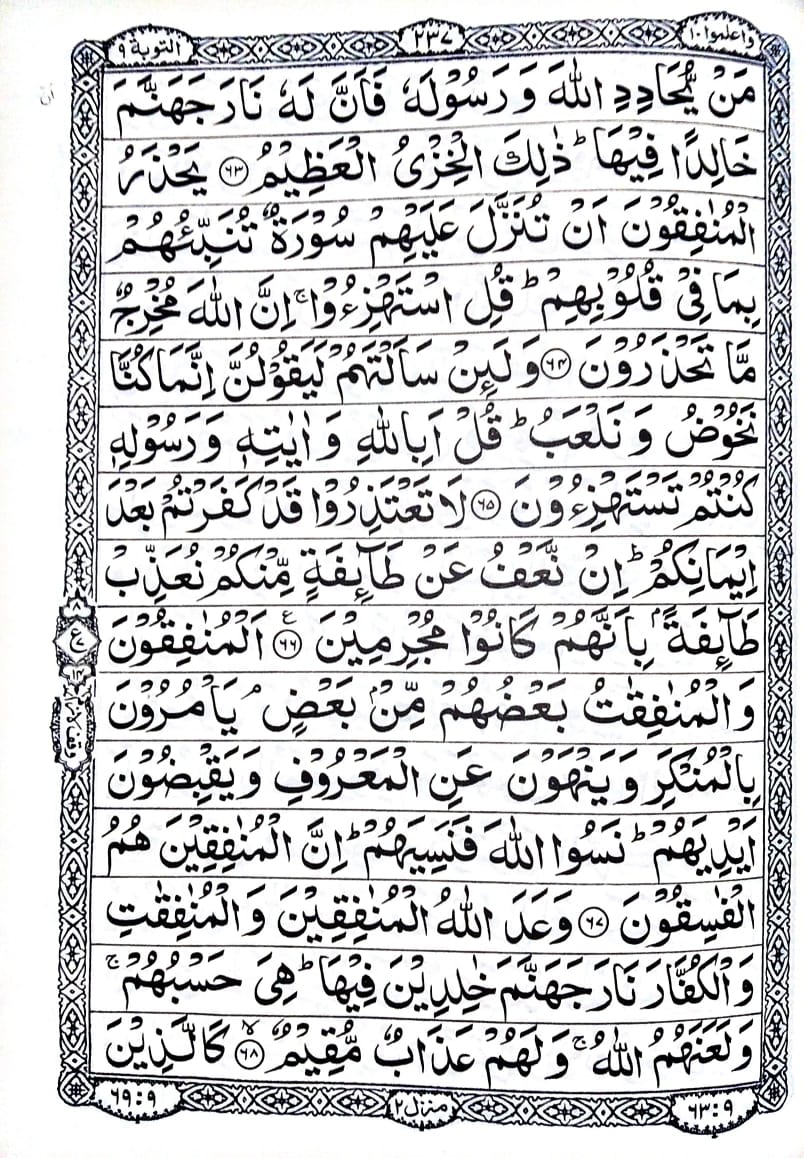 واعلموا ١٠
٢٣٧
التوبة ٩
مَنْ يُّحَادِدِ اللّٰهَ وَرَسُوْلَهٗ فَاَنَّ لَهٗ نَارَ جَهَنَّمَ
خَالِدًا فِيْهَا ؕ ذٰلِكَ الْخِزْىُ الْعَظِيْمُ ﴿٦٣﴾ يَحْذَرُ
الْمُنٰفِقُوْنَ اَنْ تُنَزَّلَ عَلَيْهِمْ سُوْرَةٌ تُنَبِّئُهُمْ
بِمَا فِىْ قُلُوْبِهِمْ ؕ قُلِ اسْتَهْزِءُوْا ۚ اِنَّ اللّٰهَ مُخْرِجٌ
مَّا تَحْذَرُوْنَ ﴿٦٤﴾ وَلَئِنْ سَاَلْتَهُمْ لَيَقُوْلُنَّ اِنَّمَا كُنَّا
نَخُوْضُ وَنَلْعَبُ ؕ قُلْ اَبِاللّٰهِ وَاٰيٰتِهٖ وَرَسُوْلِهٖ
كُنْتُمْ تَسْتَهْزِءُوْنَ ﴿٦٥﴾ لَا تَعْتَذِرُوْا قَدْ كَفَرْتُمْ بَعْدَ
اِيْمَانِكُمْ ؕ اِنْ نَّعْفُ عَنْ طَآئِفَةٍ مِّنْكُمْ نُعَذِّبْ
طَآئِفَةًۢ بِاَنَّهُمْ كَانُوْا مُجْرِمِيْنَ ﴿٦٦﴾ ع اَلْمُنٰفِقُوْنَ
وَالْمُنٰفِقٰتُ بَعْضُهُمْ مِّنْۢ بَعْضٍ ۘ يَاْمُرُوْنَ
بِالْمُنْكَرِ وَيَنْهَوْنَ عَنِ الْمَعْرُوْفِ وَيَقْبِضُوْنَ
اَيْدِيَهُمْ ؕ نَسُوا اللّٰهَ فَنَسِيَهُمْ ؕ اِنَّ الْمُنٰفِقِيْنَ هُمُ
الْفٰسِقُوْنَ ﴿٦٧﴾ وَعَدَ اللّٰهُ الْمُنٰفِقِيْنَ وَالْمُنٰفِقٰتِ
وَالْكُفَّارَ نَارَ جَهَنَّمَ خٰلِدِيْنَ فِيْهَا ؕ هِىَ حَسْبُهُمْ ۚ
وَلَعَنَهُمُ اللّٰهُ ۚ وَلَهُمْ عَذَابٌ مُّقِيْمٌ ﴿٦٨﴾ ۙ كَالَّذِيْنَ
٨
ع
٦٣:٩
منزل ٢
٦٩:٩